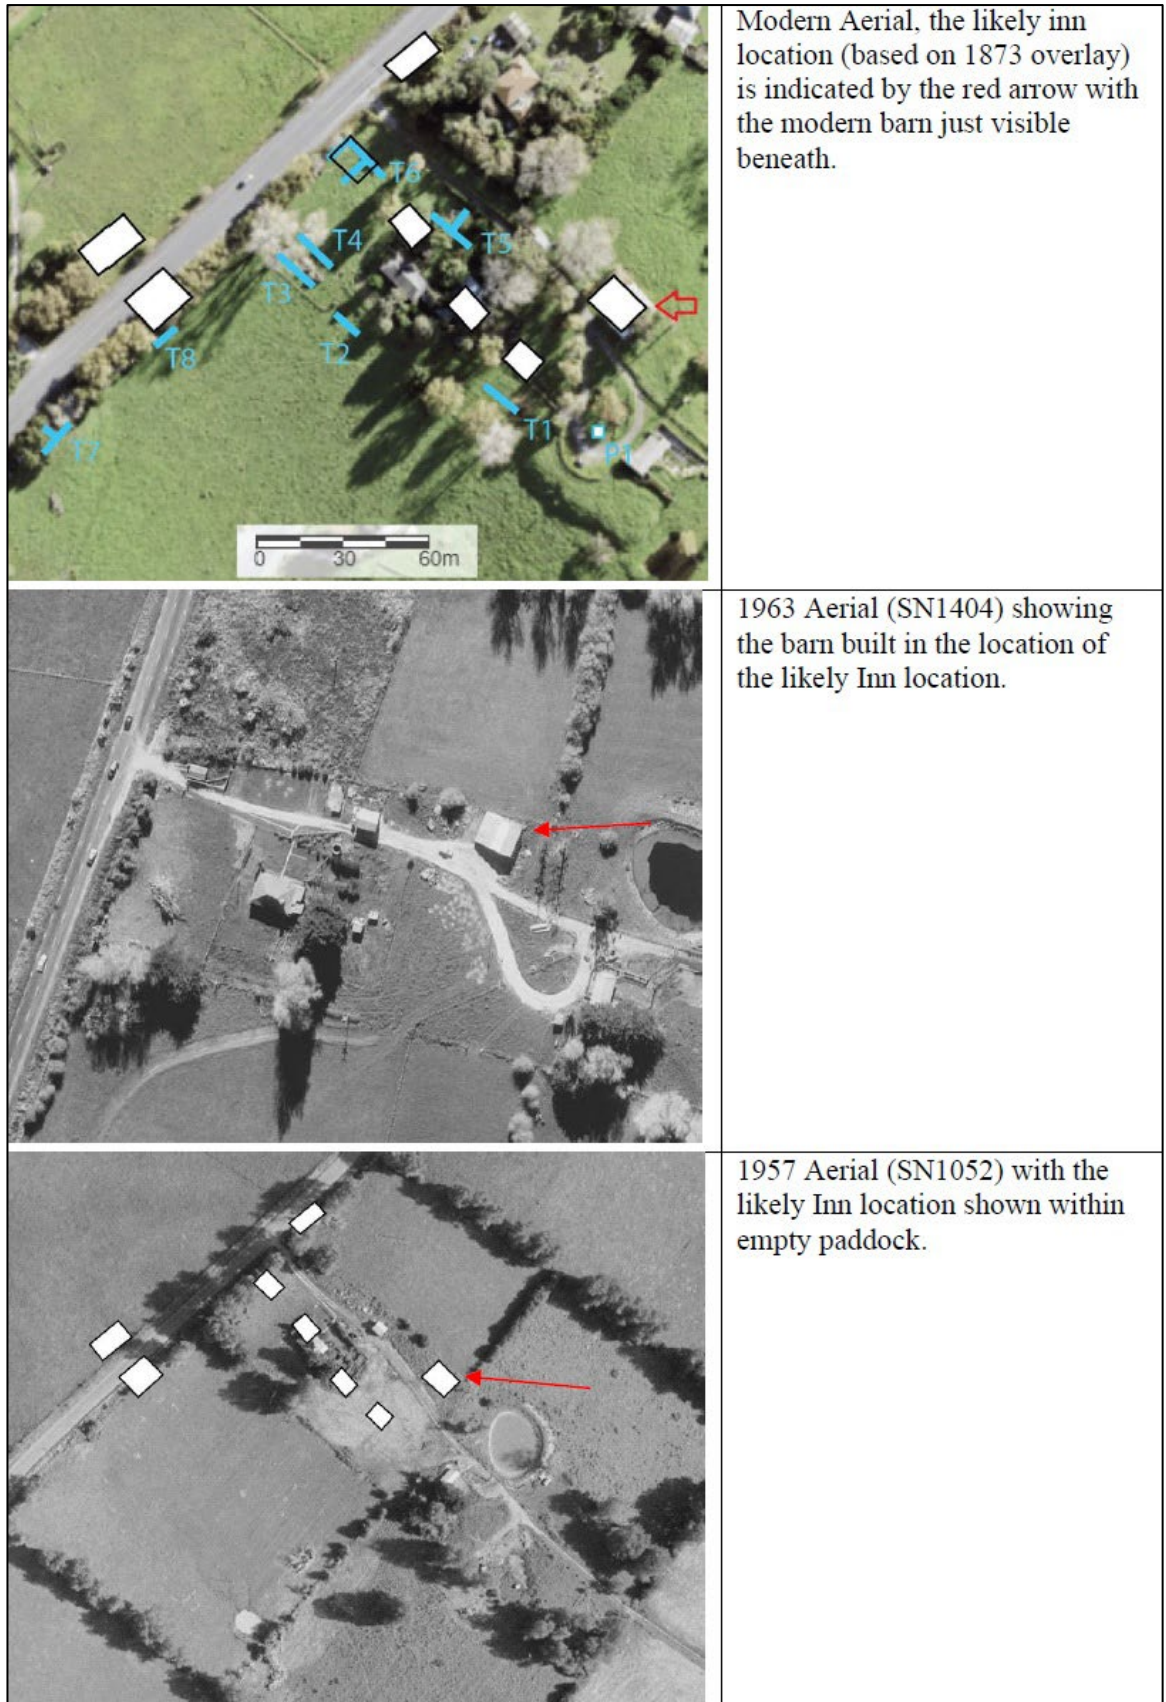 Modern Aerial, the likely inn
location (based on 1873 overlay)
is indicated by the red arrow with
the modern barn just visible
beneath.
T6
T5
T4
T3
T2
T8
T1
P1
T7
0 30 60m
1963 Aerial (SN1404) showing
the barn built in the location of
the likely Inn location.
1957 Aerial (SN1052) with the
likely Inn location shown within
empty paddock.